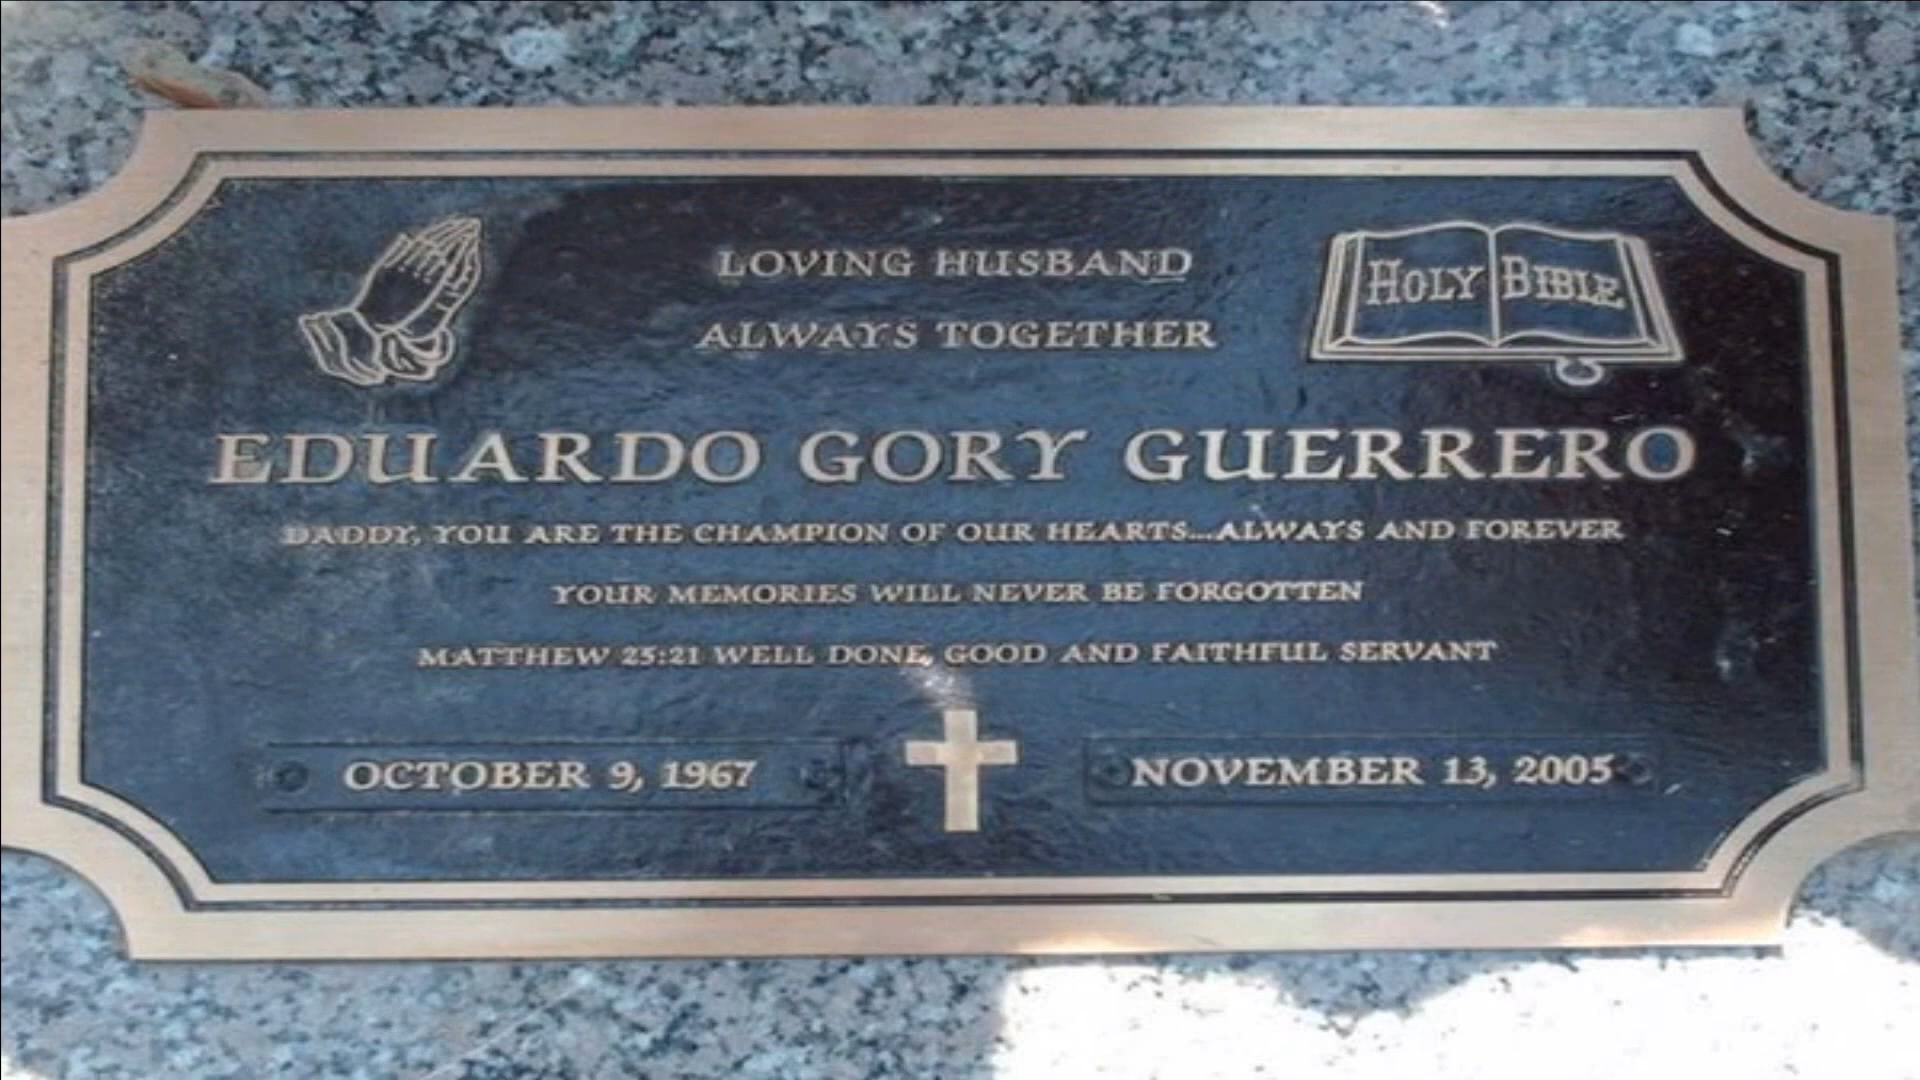 LOVING HUSBAND
ALWAYS TOGETHER
HOLY BIBLE
EDUARDO GORY GUERRERO
DADDY, YOU ARE THE CHAMPION OF OUR HEARTS...ALWAYS AND FOREVER
YOUR MEMORIES WILL NEVER BE FORGOTTEN
MATTHEW 25:21 WELL DONE, GOOD AND FAITHFUL SERVANT
OCTOBER 9, 1967
NOVEMBER 13, 2005